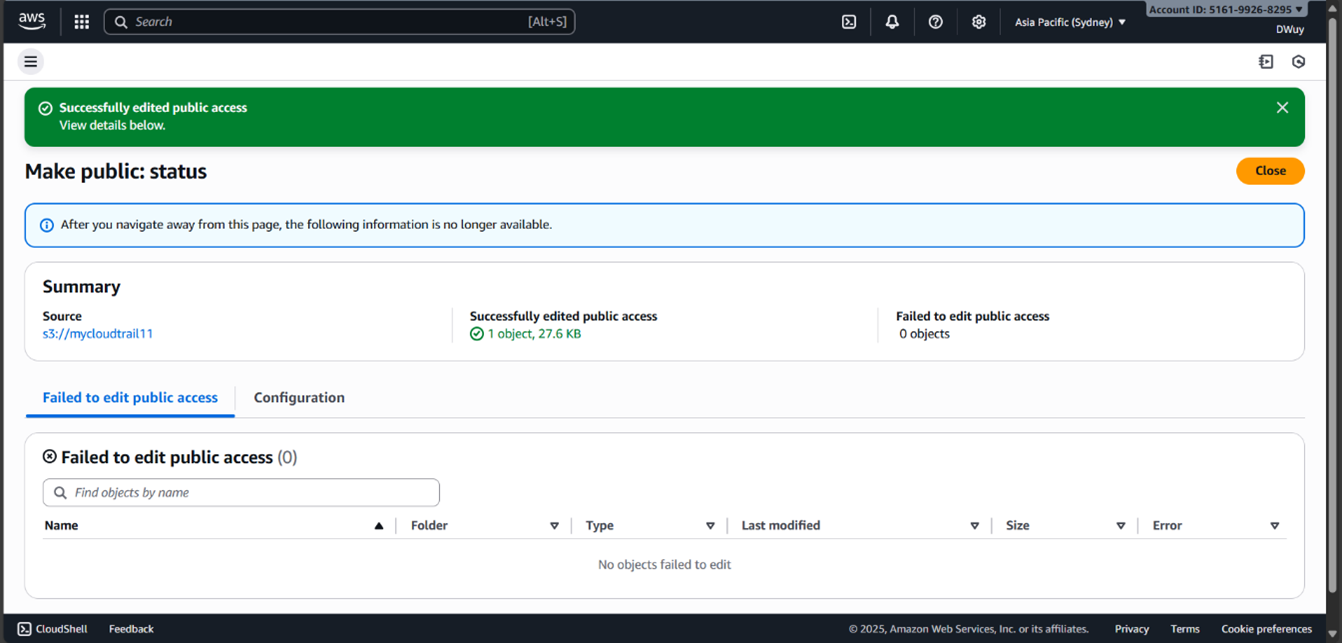 aws
Search
[Alt+S]
Asia Pacific (Sydney)
Account ID: 5161-9926-8295
DWuy
Successfully edited public access
View details below.
Make public: status
Close
After you navigate away from this page, the following information is no longer available.
Summary
Source
s3://mycloudtrail11
Successfully edited public access
1 object, 27.6 KB
Failed to edit public access
0 objects
Failed to edit public access
Configuration
Failed to edit public access (0)
Find objects by name
Name
Folder
Type
Last modified
Size
Error
No objects failed to edit
CloudShell
Feedback
© 2025, Amazon Web Services, Inc. or its affiliates.
Privacy
Terms
Cookie preferences